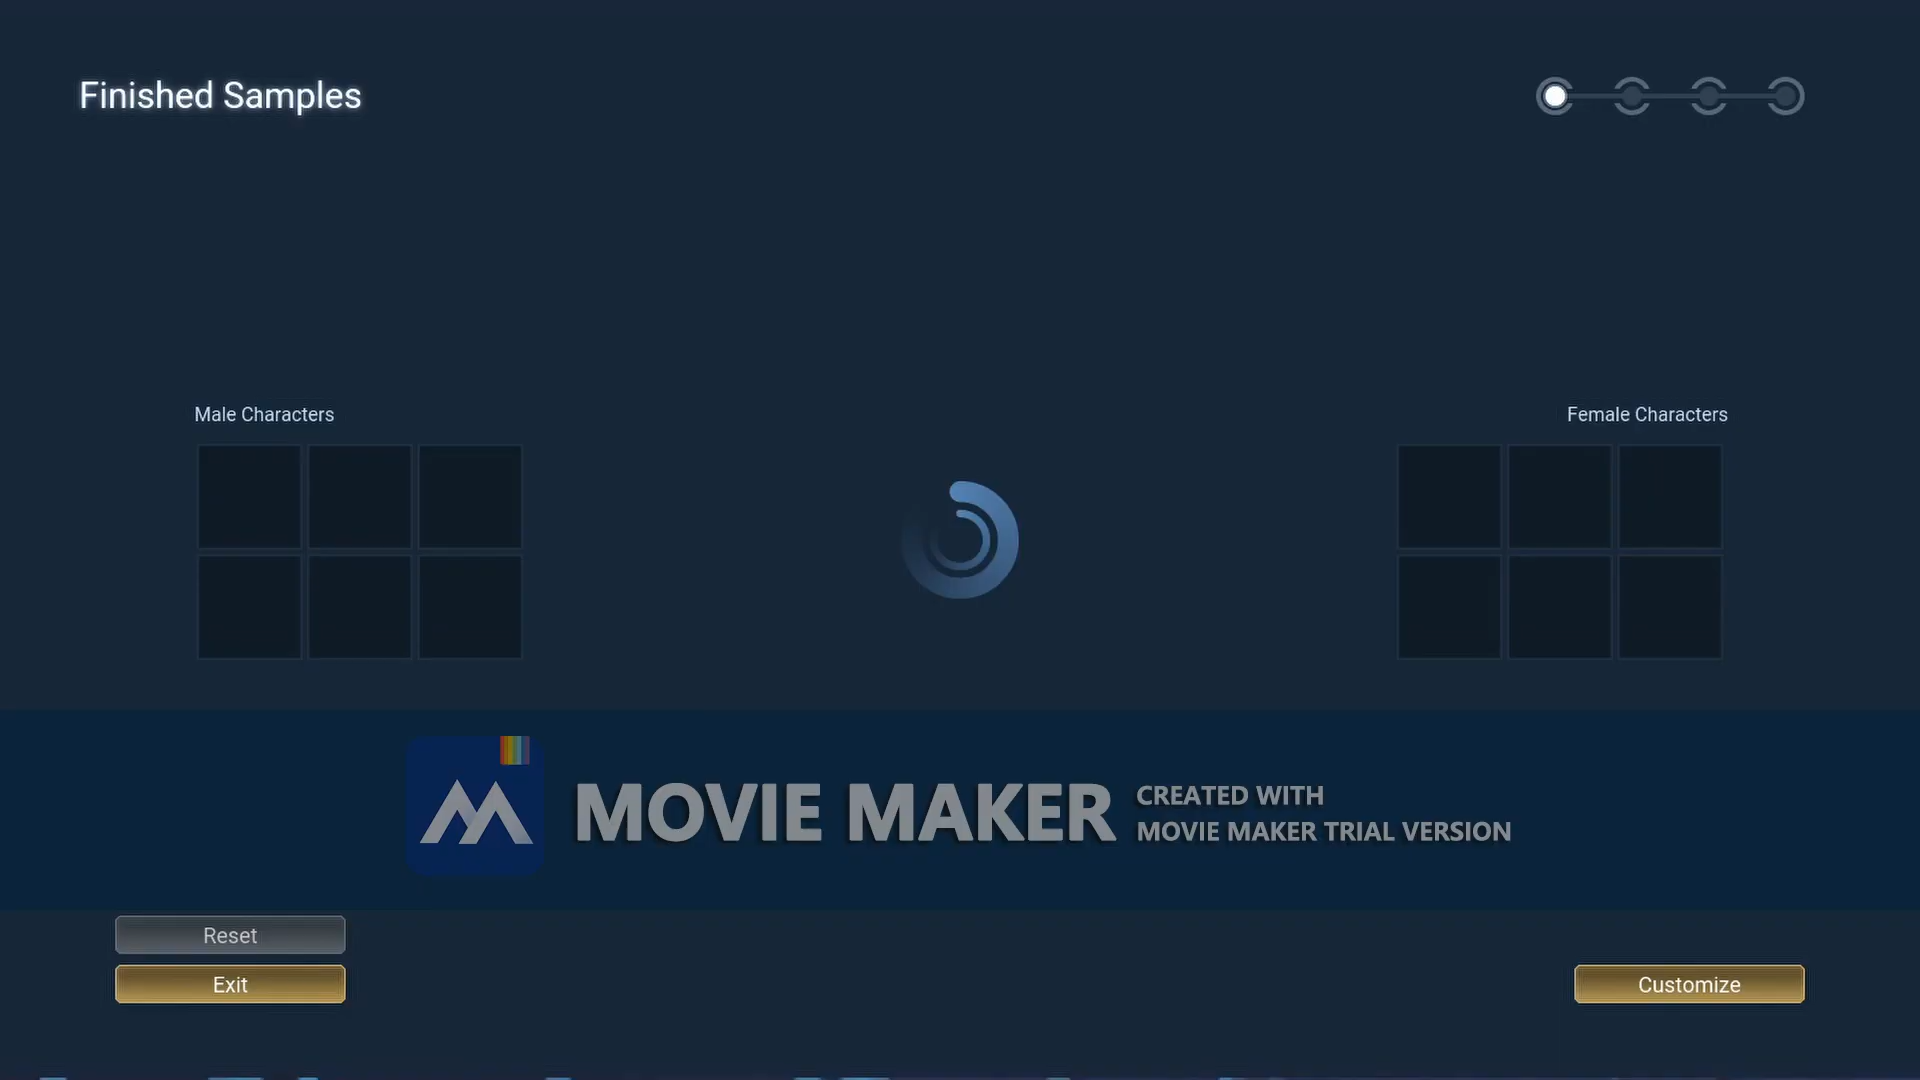 Finished Samples
Male Characters
Female Characters
MOVIE MAKER
CREATED WITH
MOVIE MAKER TRIAL VERSION
Reset
Exit
Customize